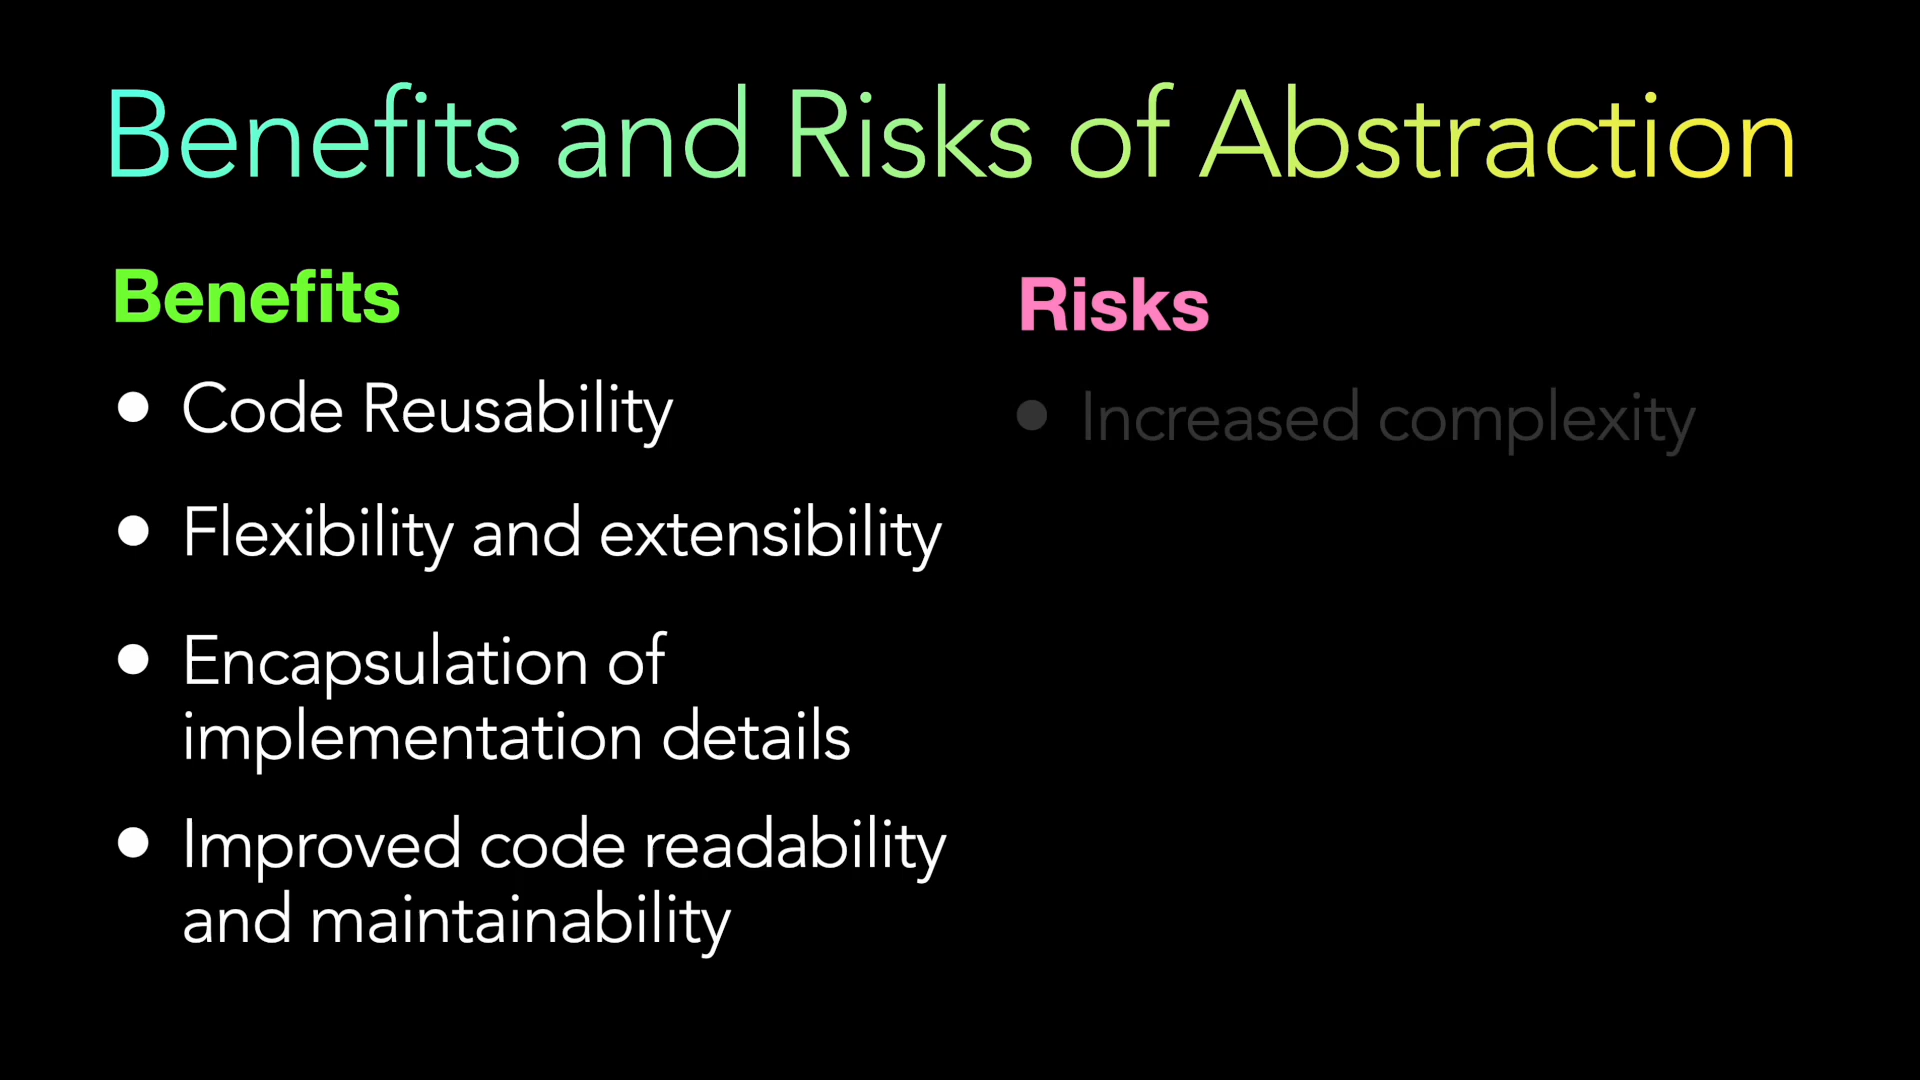 Benefits and Risks of Abstraction
Benefits
• Code Reusability
• Flexibility and extensibility
• Encapsulation of
implementation details
• Improved code readability
and maintainability
Risks
• Increased complexity